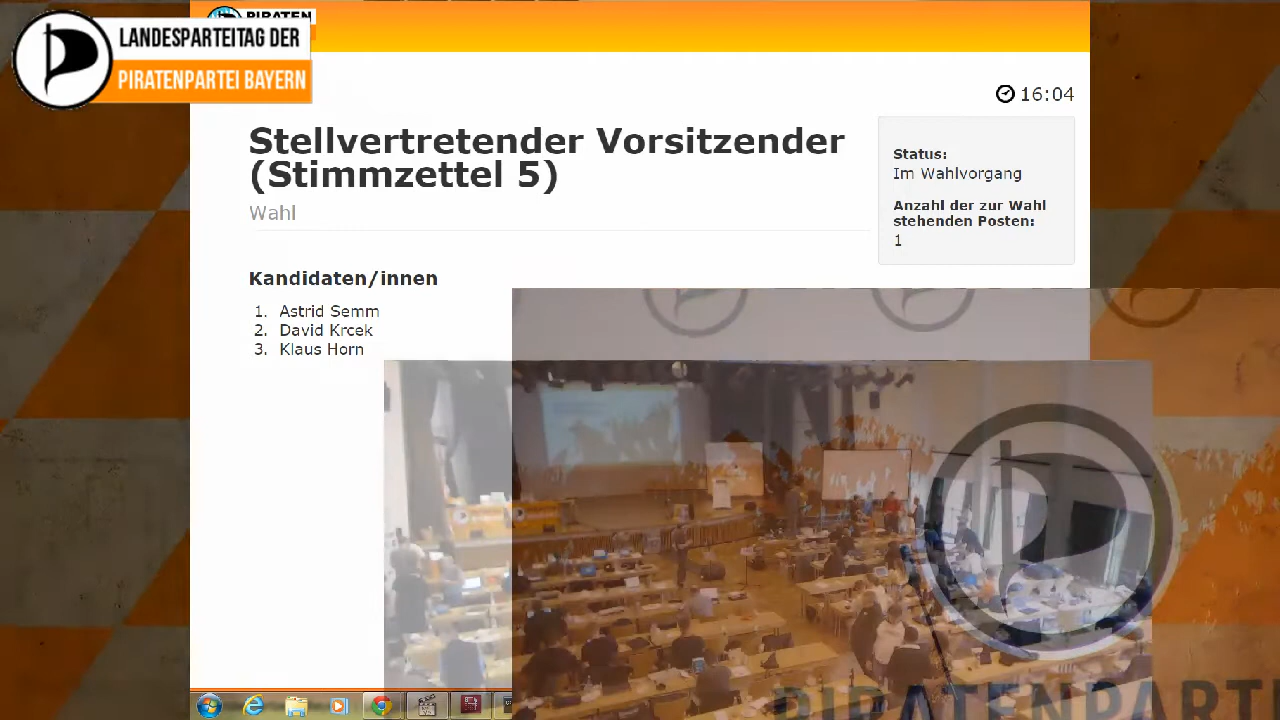 PIRATEN
LANDESPARTEITAG DER
PIRATENPARTEI BAYERN
16:04
Stellvertretender Vorsitzender
(Stimmzettel 5)
Wahl
Status:
Im Wahlvorgang
Anzahl der zur Wahl
stehenden Posten:
1
Kandidaten/innen
1. Astrid Semm
2. David Krcek
3. Klaus Horn
PIRATENPARTEI